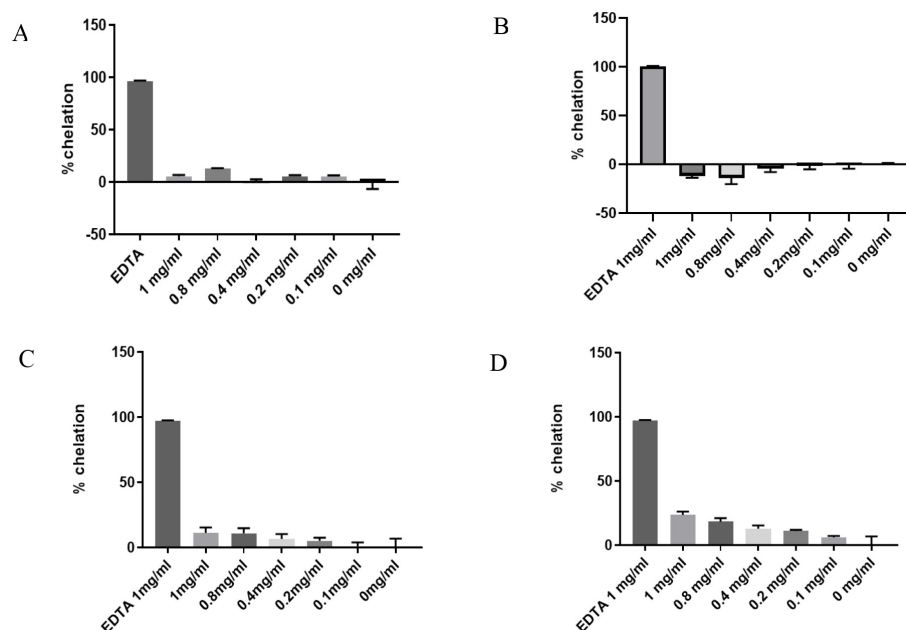 A
% chelation
150
100
50
0
-50
EDTA
1 mg/ml
0.8 mg/ml
0.4 mg/ml
0.2 mg/ml
0.1 mg/ml
0 mg/ml
B
% chelation
150
100
50
0
-50
EDTA 1mg/ml
1mg/ml
0.8mg/ml
0.4mg/ml
0.2mg/ml
0.1mg/ml
0 mg/ml
C
% chelation
150
100
50
0
EDTA 1mg/ml
1mg/ml
0.8mg/ml
0.4mg/ml
0.2mg/ml
0.1mg/ml
0mg/ml
D
% chelation
150
100
50
0
EDTA 1 mg/ml
1 mg/ml
0.8 mg/ml
0.4 mg/ml
0.2 mg/ml
0.1 mg/ml
0 mg/ml